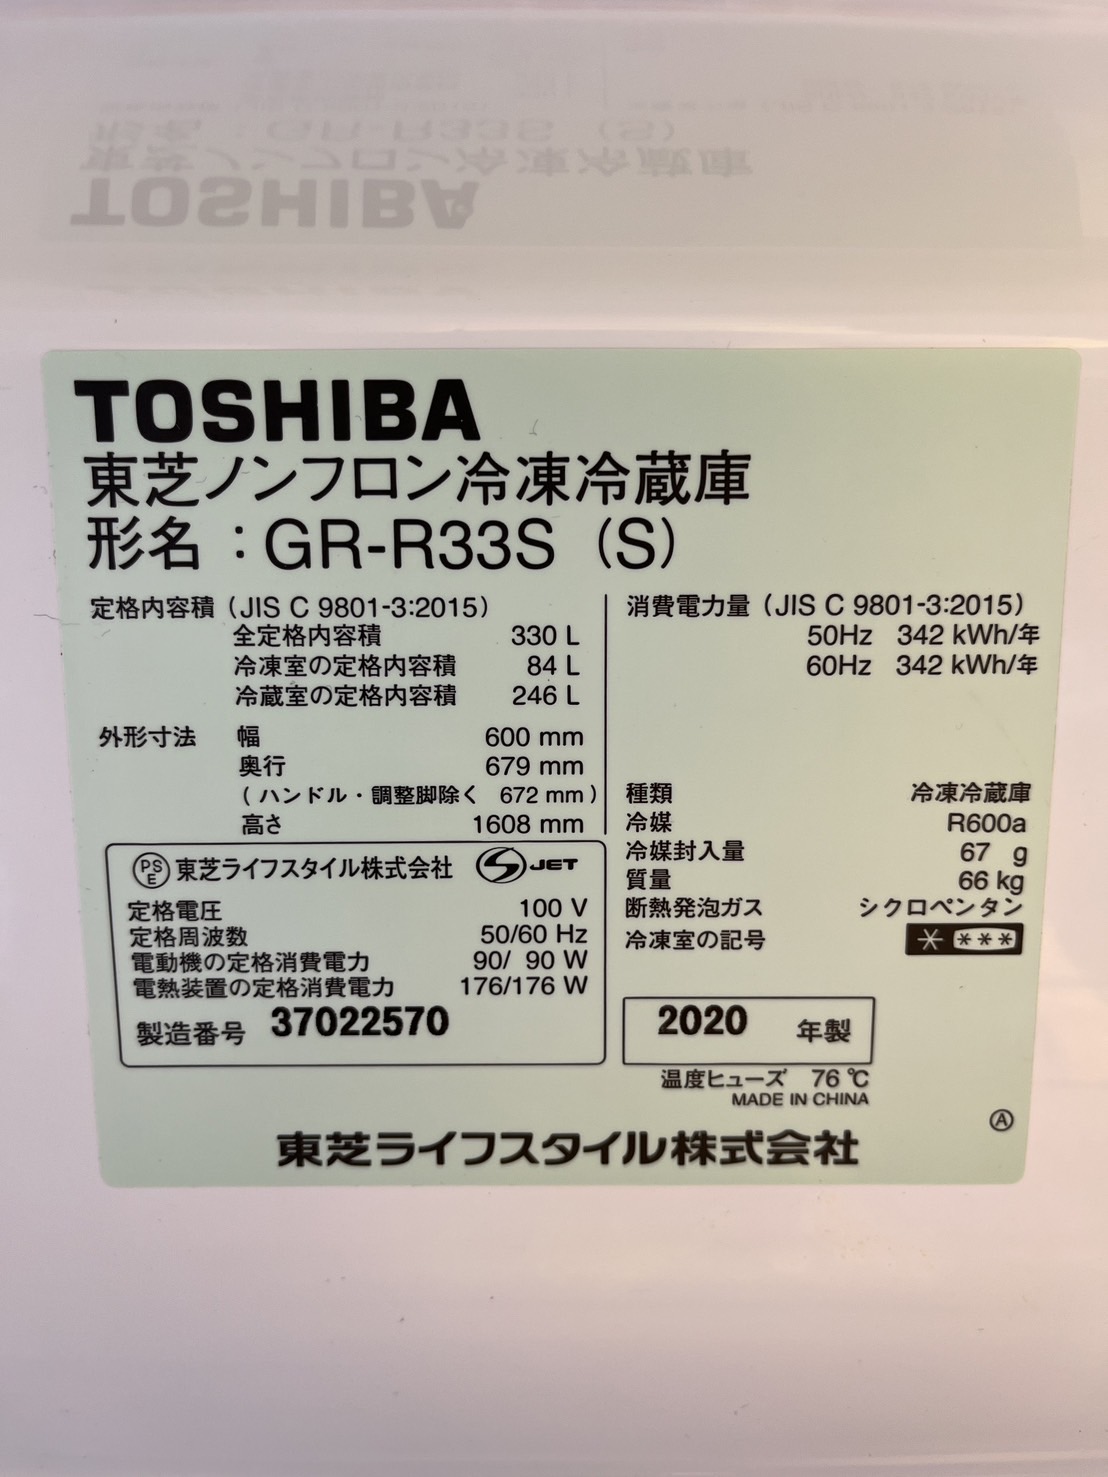 TOSHIBA
東芝ノンフロン冷凍冷蔵庫
形名：GR-R33S (S)
定格内容積（JIS C 9801-3:2015）
全定格内容積 330 L
冷凍室の定格内容積 84 L
冷蔵室の定格内容積 246 L
外形寸法 幅 600 mm
奥行 679 mm
（ハンドル・調整脚除く 672 mm）
高さ 1608 mm
消費電力量（JIS C 9801-3:2015）
50Hz 342 kWh/年
60Hz 342 kWh/年
種類 冷凍冷蔵庫
冷媒 R600a
冷媒封入量 67 g
質量 66 kg
断熱発泡ガス シクロペンタン
冷凍室の記号 * ***
PSE 東芝ライフスタイル株式会社 S JET
定格電圧 100 V
定格周波数 50/60 Hz
電動機の定格消費電力 90/ 90 W
電熱装置の定格消費電力 176/176 W
製造番号 37022570
2020 年製
温度ヒューズ 76 ℃
MADE IN CHINA
Ⓐ
東芝ライフスタイル株式会社